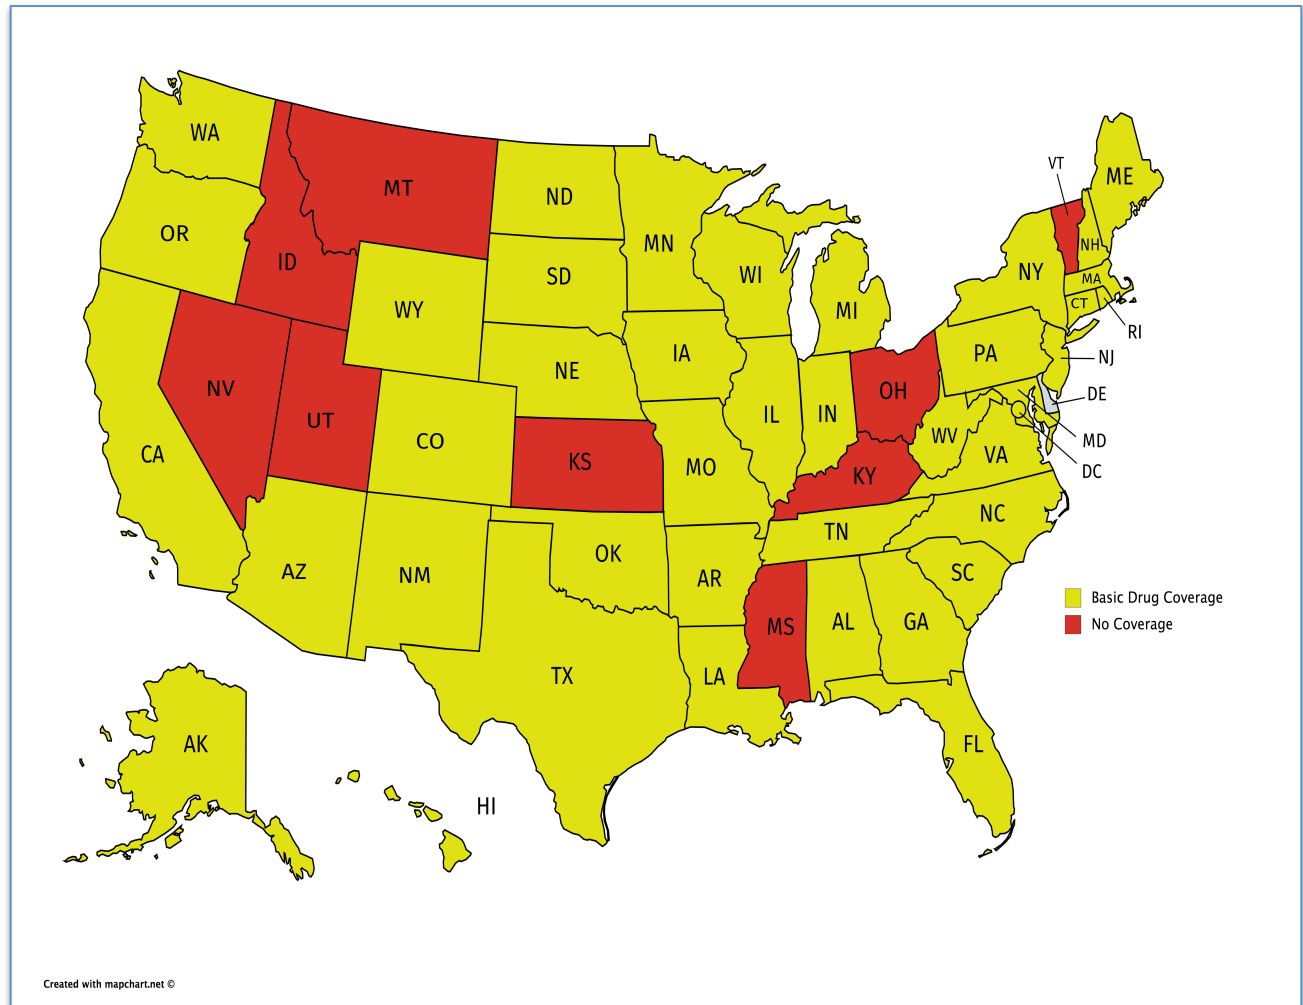 WA
MT
ND
MN
VT
ME
OR
ID
SD
WI
NH
NY
MA
WY
MI
CT
RI
IA
PA
NJ
NE
NV
OH
DE
UT
IL
IN
CO
WV
MD
CA
KS
MO
KY
VA
DC
NC
TN
AZ
NM
OK
AR
SC
Basic Drug Coverage
MS
AL
GA
No Coverage
TX
LA
AK
FL
HI
Created with mapchart.net ©